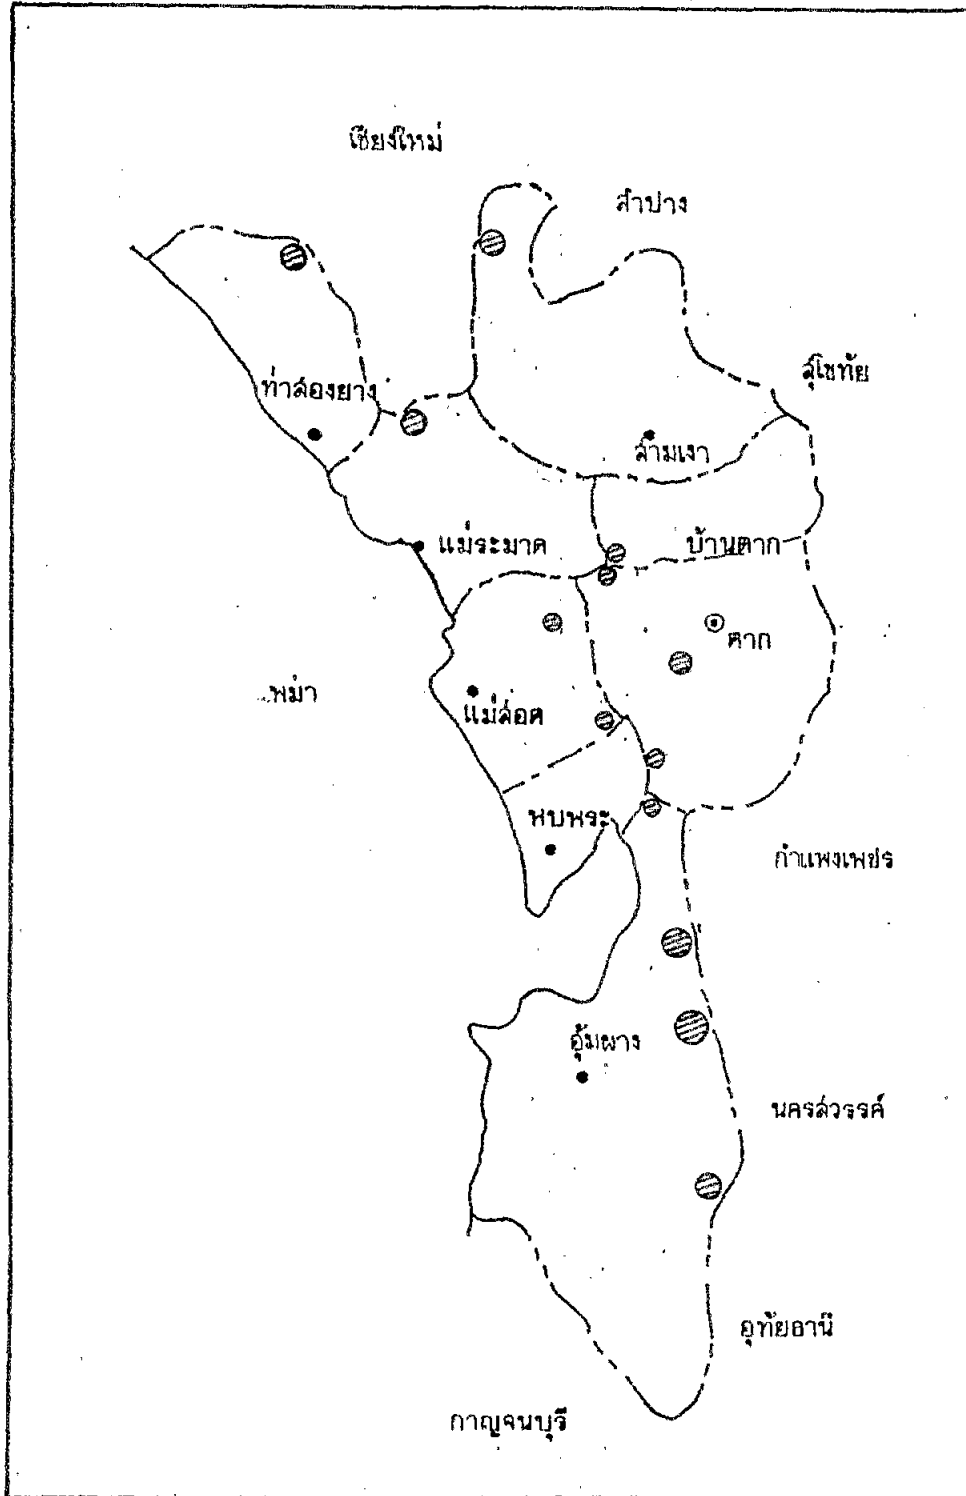 เชียงใหม่
ลำปาง
สุโขทัย
ท่าสองยาง
สามเงา
แม่ระมาด
บ้านตาก
ตาก
พม่า
แม่สอด
พบพระ
กำแพงเพชร
อุ้มผาง
นครสวรรค์
อุทัยธานี
กาญจนบุรี